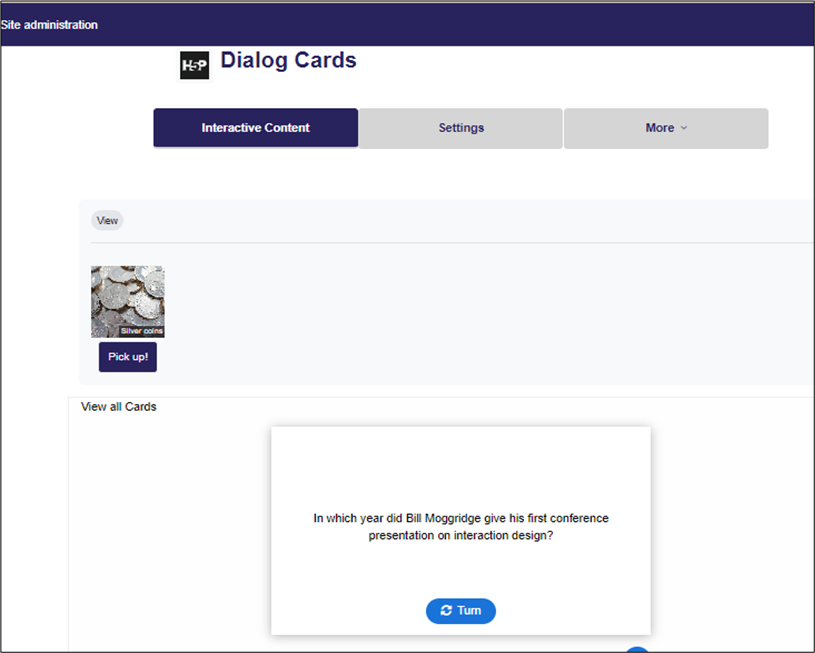 Site administration
H5P
Dialog Cards
Interactive Content
Settings
More
View
Silver coins
Pick up!
View all Cards
In which year did Bill Moggridge give his first conference
presentation on interaction design?
Turn